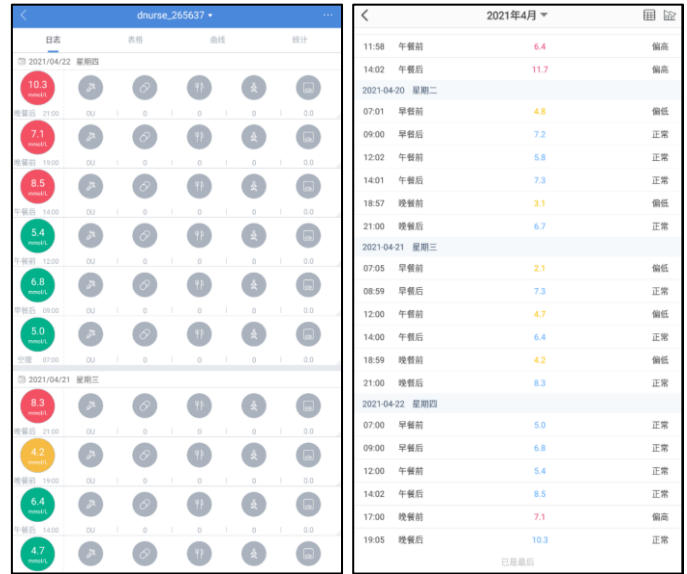 dnurse_265637
日志 表格 曲线 统计
2021/04/22 星期四
10.3
mmol/L
晚餐后 21:00 0U 0 0 0 0.0
7.1
mmol/L
晚餐前 19:00 0U 0 0 0 0.0
8.5
mmol/L
午餐后 14:00 0U 0 0 0 0.0
5.4
mmol/L
午餐前 12:00 0U 0 0 0 0.0
6.8
mmol/L
早餐后 09:00 0U 0 0 0 0.0
5.0
mmol/L
空腹 07:00 0U 0 0 0 0.0
2021/04/21 星期三
8.3
mmol/L
晚餐后 21:00 0U 0 0 0 0.0
4.2
mmol/L
晚餐前 19:00 0U 0 0 0 0.0
6.4
mmol/L
午餐后 14:00 0U 0 0 0 0.0
4.7
mmol/L
2021年4月
11:58 午餐前 6.4 偏高
14:02 午餐后 11.7 偏高
2021-04-20 星期二
07:01 早餐前 4.8 偏低
09:00 早餐后 7.2 正常
12:02 午餐前 5.8 正常
14:01 午餐后 7.3 正常
18:57 晚餐前 3.1 偏低
21:00 晚餐后 6.7 正常
2021-04-21 星期三
07:05 早餐前 2.1 偏低
08:59 早餐后 7.3 正常
12:00 午餐前 4.7 偏低
14:00 午餐后 6.4 正常
18:59 晚餐前 4.2 偏低
21:00 晚餐后 8.3 正常
2021-04-22 星期四
07:00 早餐前 5.0 正常
09:00 早餐后 6.8 正常
12:00 午餐前 5.4 正常
14:02 午餐后 8.5 正常
17:00 晚餐前 7.1 偏高
19:05 晚餐后 10.3 正常
已是最后